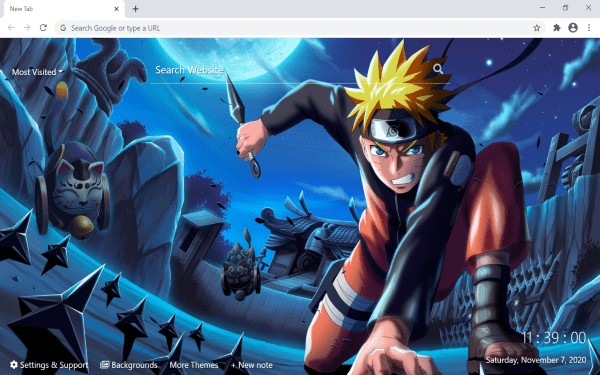 New Tab
Search Google or type a URL
Most Visited
Search Website
11 : 39 : 00
Saturday, November 7, 2020
Settings & Support
Backgrounds
More Themes
+ New note